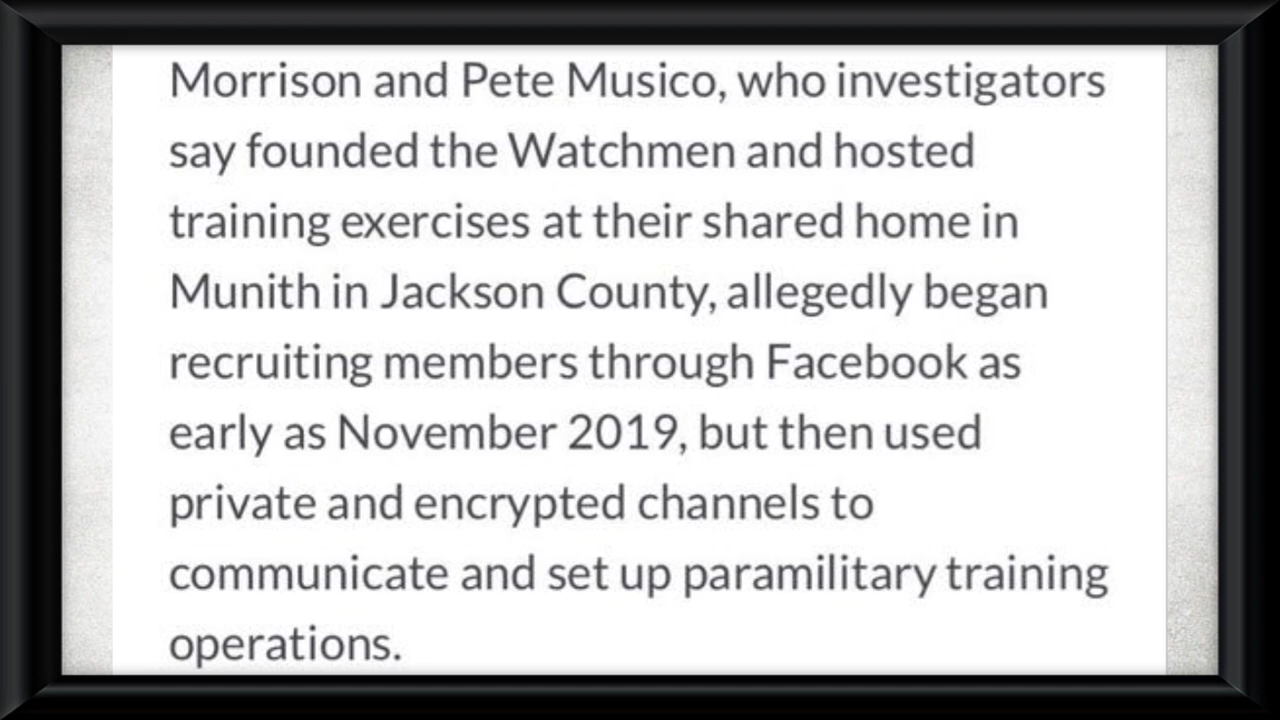 Morrison and Pete Musico, who investigators
say founded the Watchmen and hosted
training exercises at their shared home in
Munith in Jackson County, allegedly began
recruiting members through Facebook as
early as November 2019, but then used
private and encrypted channels to
communicate and set up paramilitary training
operations.